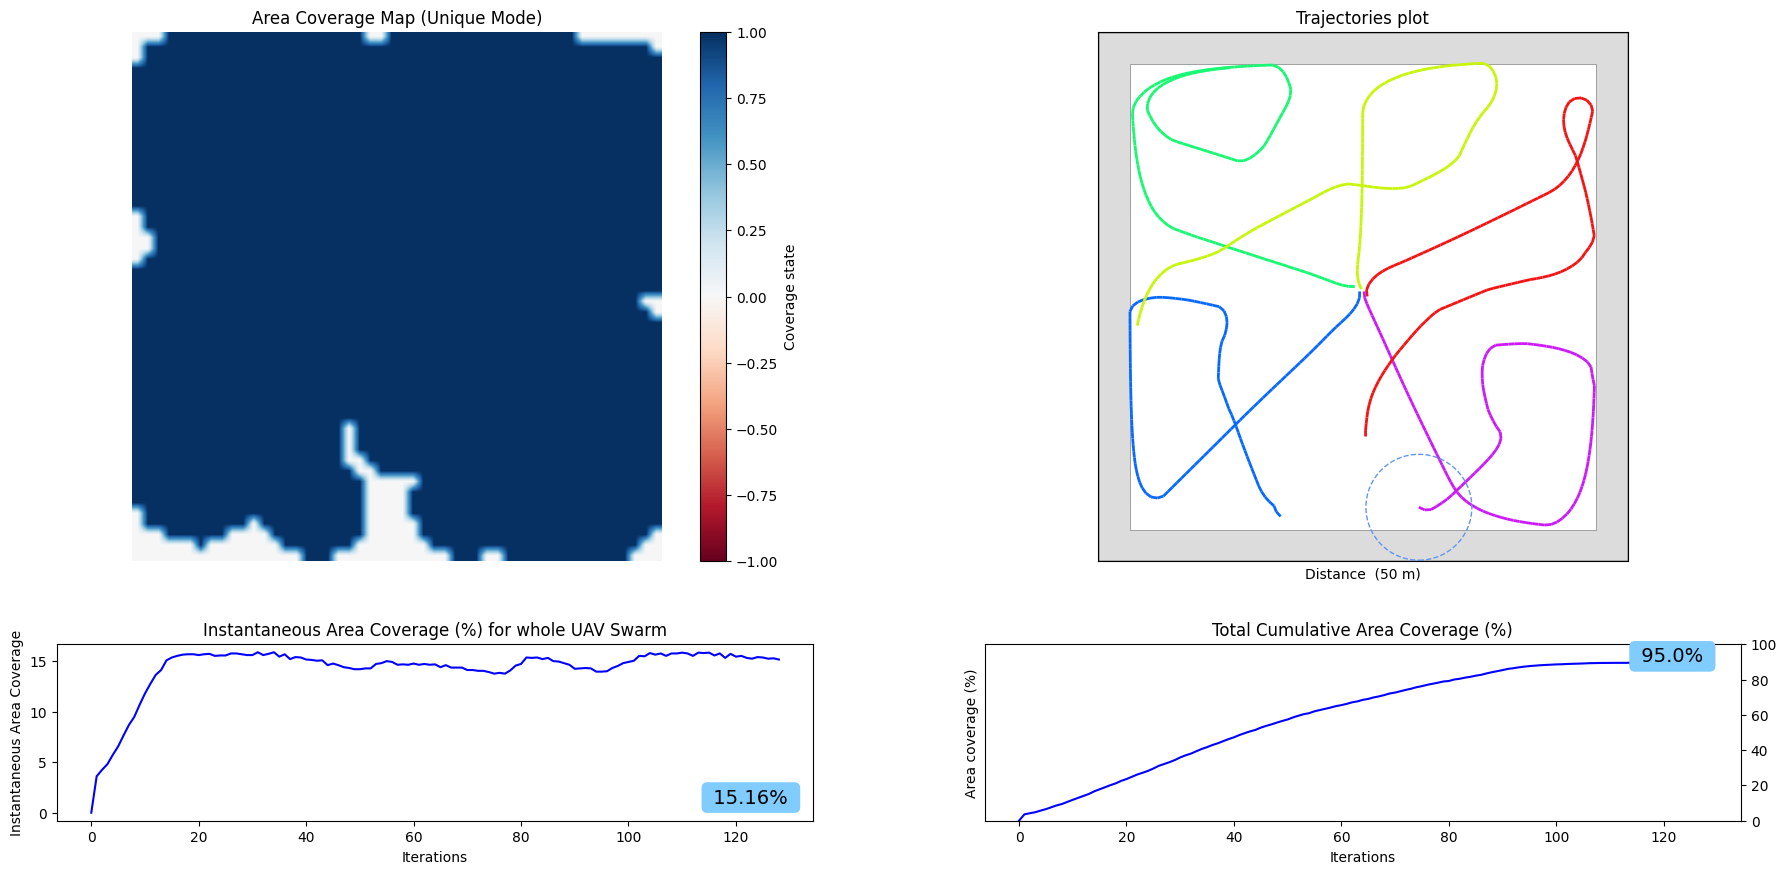 Area Coverage Map (Unique Mode)
1.00
0.75
0.50
0.25
0.00
−0.25
−0.50
−0.75
−1.00
Coverage state
Trajectories plot
Distance  (50 m)
Instantaneous Area Coverage (%) for whole UAV Swarm
Instantaneous Area Coverage
15
10
5
0
15.16%
0 20 40 60 80 100 120
Iterations
Total Cumulative Area Coverage (%)
Area coverage (%)
95.0%
100
80
60
40
20
0
0 20 40 60 80 100 120
Iterations